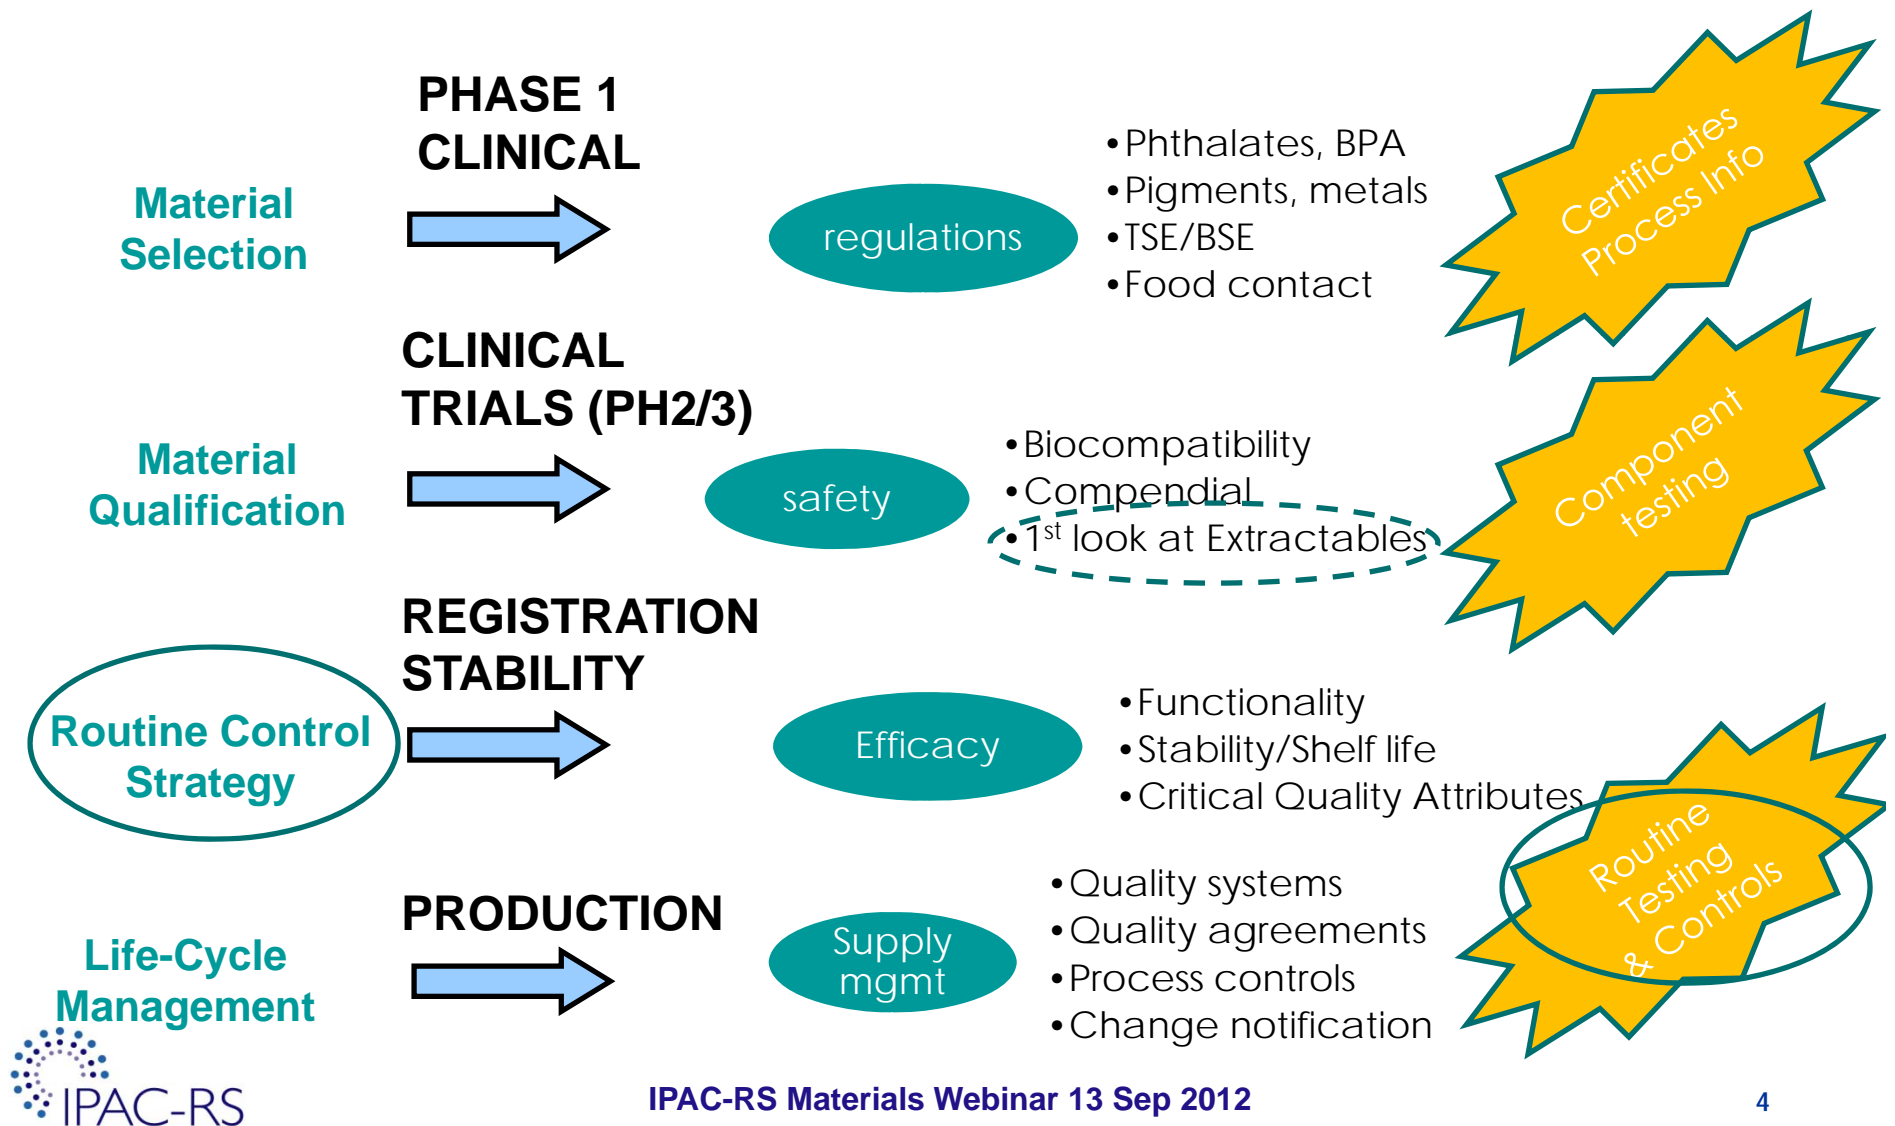 PHASE 1
CLINICAL
Material
Selection
regulations
•Phthalates, BPA
•Pigments, metals
•TSE/BSE
•Food contact
Certificates
Process Info
CLINICAL
TRIALS (PH2/3)
Material
Qualification
safety
•Biocompatibility
•Compendial
•1st look at Extractables
Component
testing
REGISTRATION
STABILITY
Routine Control
Strategy
Efficacy
•Functionality
•Stability/Shelf life
•Critical Quality Attributes
Routine
Testing
& Controls
PRODUCTION
Life-Cycle
Management
Supply
mgmt
•Quality systems
•Quality agreements
•Process controls
•Change notification
IPAC-RS
IPAC-RS Materials Webinar 13 Sep 2012
4